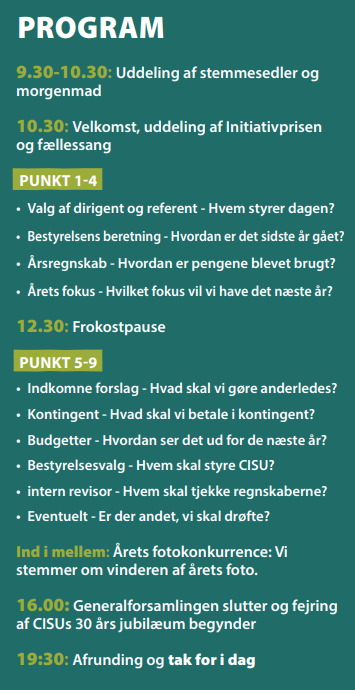 PROGRAM
9.30-10.30: Uddeling af stemmesedler og
morgenmad
10.30: Velkomst, uddeling af Initiativprisen
og fællessang
PUNKT 1-4
• Valg af dirigent og referent - Hvem styrer dagen?
• Bestyrelsens beretning - Hvordan er det sidste år gået?
• Årsregnskab - Hvordan er pengene blevet brugt?
• Årets fokus - Hvilket fokus vil vi have det næste år?
12.30: Frokostpause
PUNKT 5-9
• Indkomne forslag - Hvad skal vi gøre anderledes?
• Kontingent - Hvad skal vi betale i kontingent?
• Budgetter - Hvordan ser det ud for de næste år?
• Bestyrelsesvalg - Hvem skal styre CISU?
• intern revisor - Hvem skal tjekke regnskaberne?
• Eventuelt - Er der andet, vi skal drøfte?
Ind i mellem: Årets fotokonkurrence: Vi
stemmer om vinderen af årets foto.
16.00: Generalforsamlingen slutter og fejring
af CISUs 30 års jubilæum begynder
19:30: Afrunding og tak for i dag